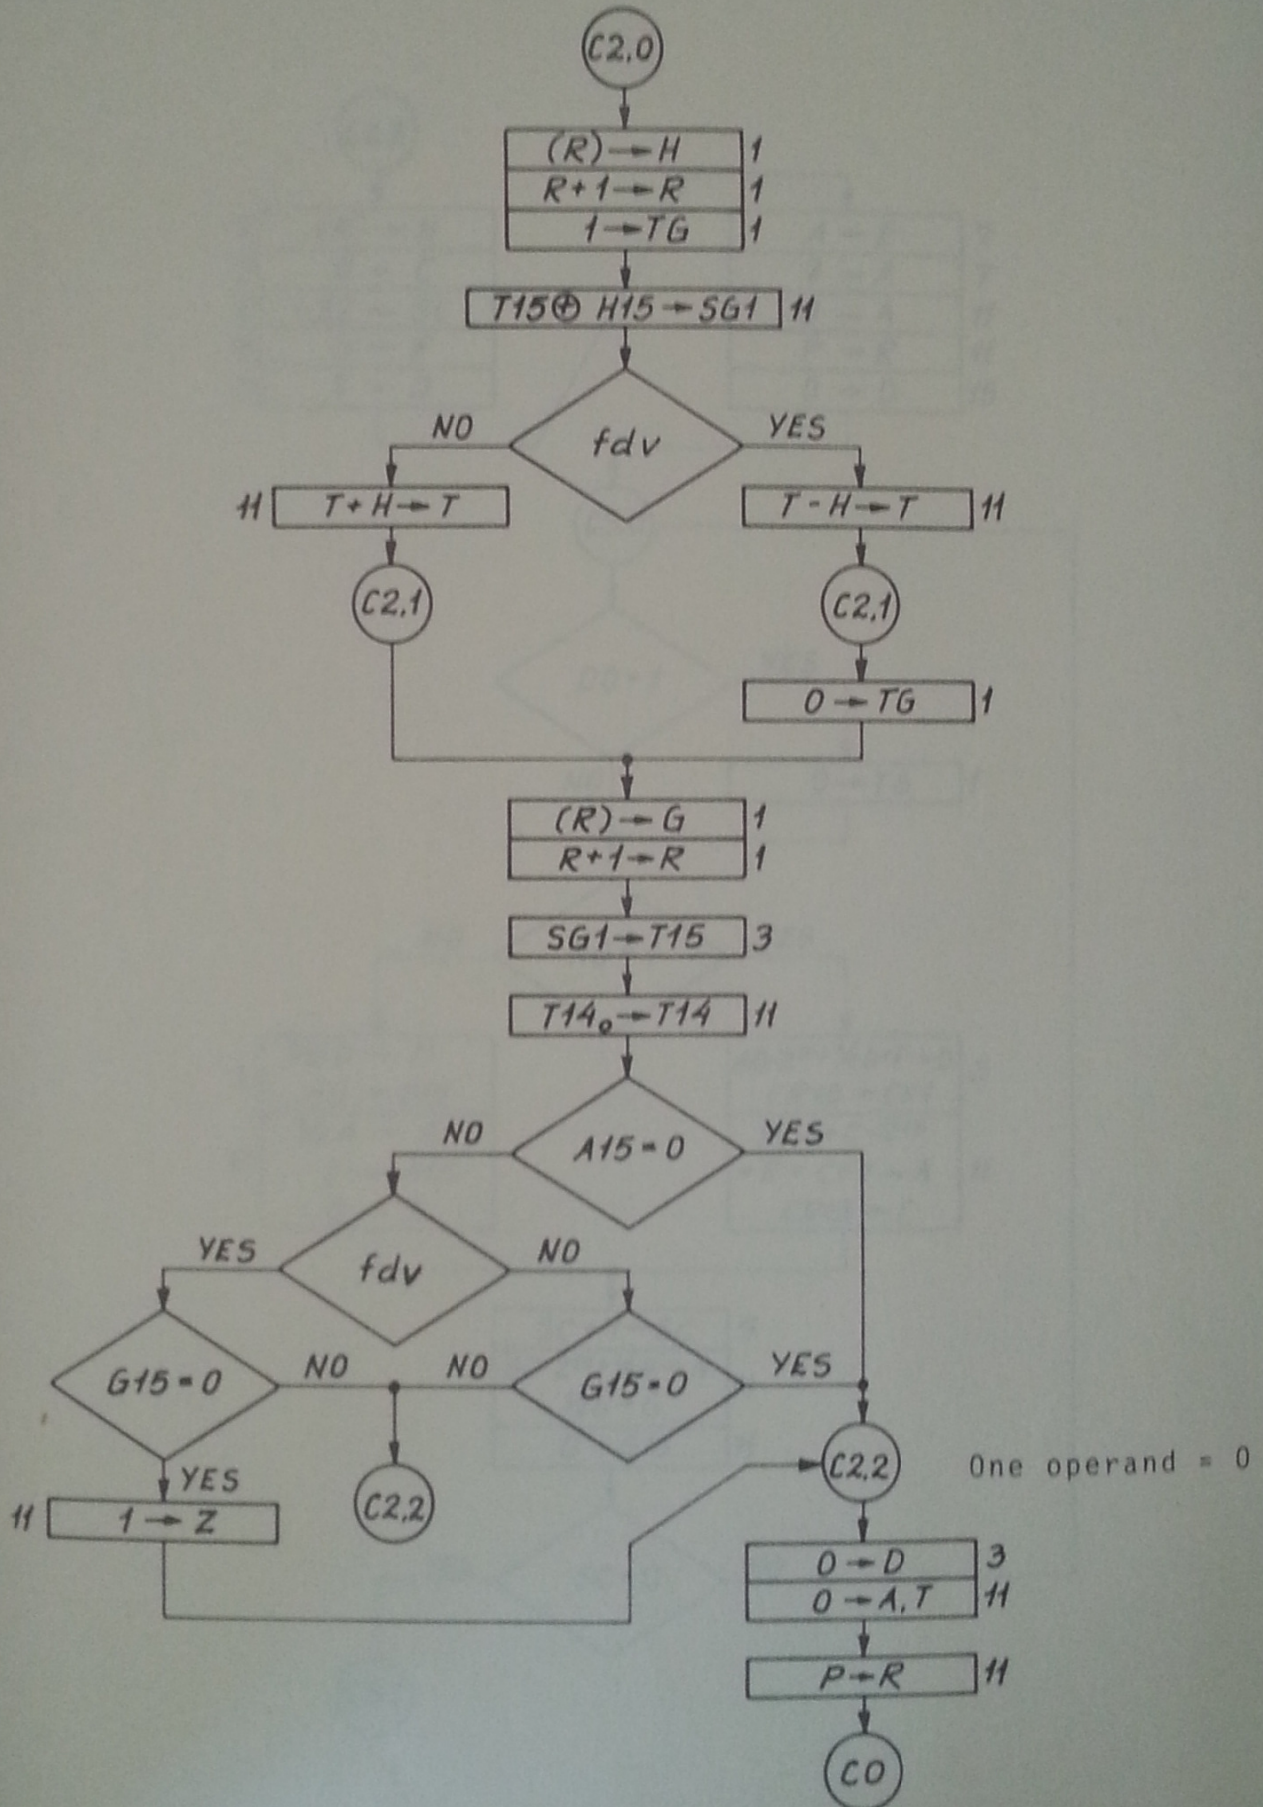 C2,0
(R) → H 1
R+1 → R 1
1 → TG 1
T15 ⊕ H15 → SG1 11
NO fdv YES
11 T+H → T
T-H → T 11
C2,1
C2,1
0 → TG 1
(R) → G 1
R+1 → R 1
SG1 → T15 3
T14₀ → T14 11
NO A15=0 YES
YES fdv NO
G15=0 NO NO G15=0 YES
YES
C2,2 One operand = 0
11 1 → Z
C2,2
0 → D 3
0 → A,T 11
P → R 11
C0